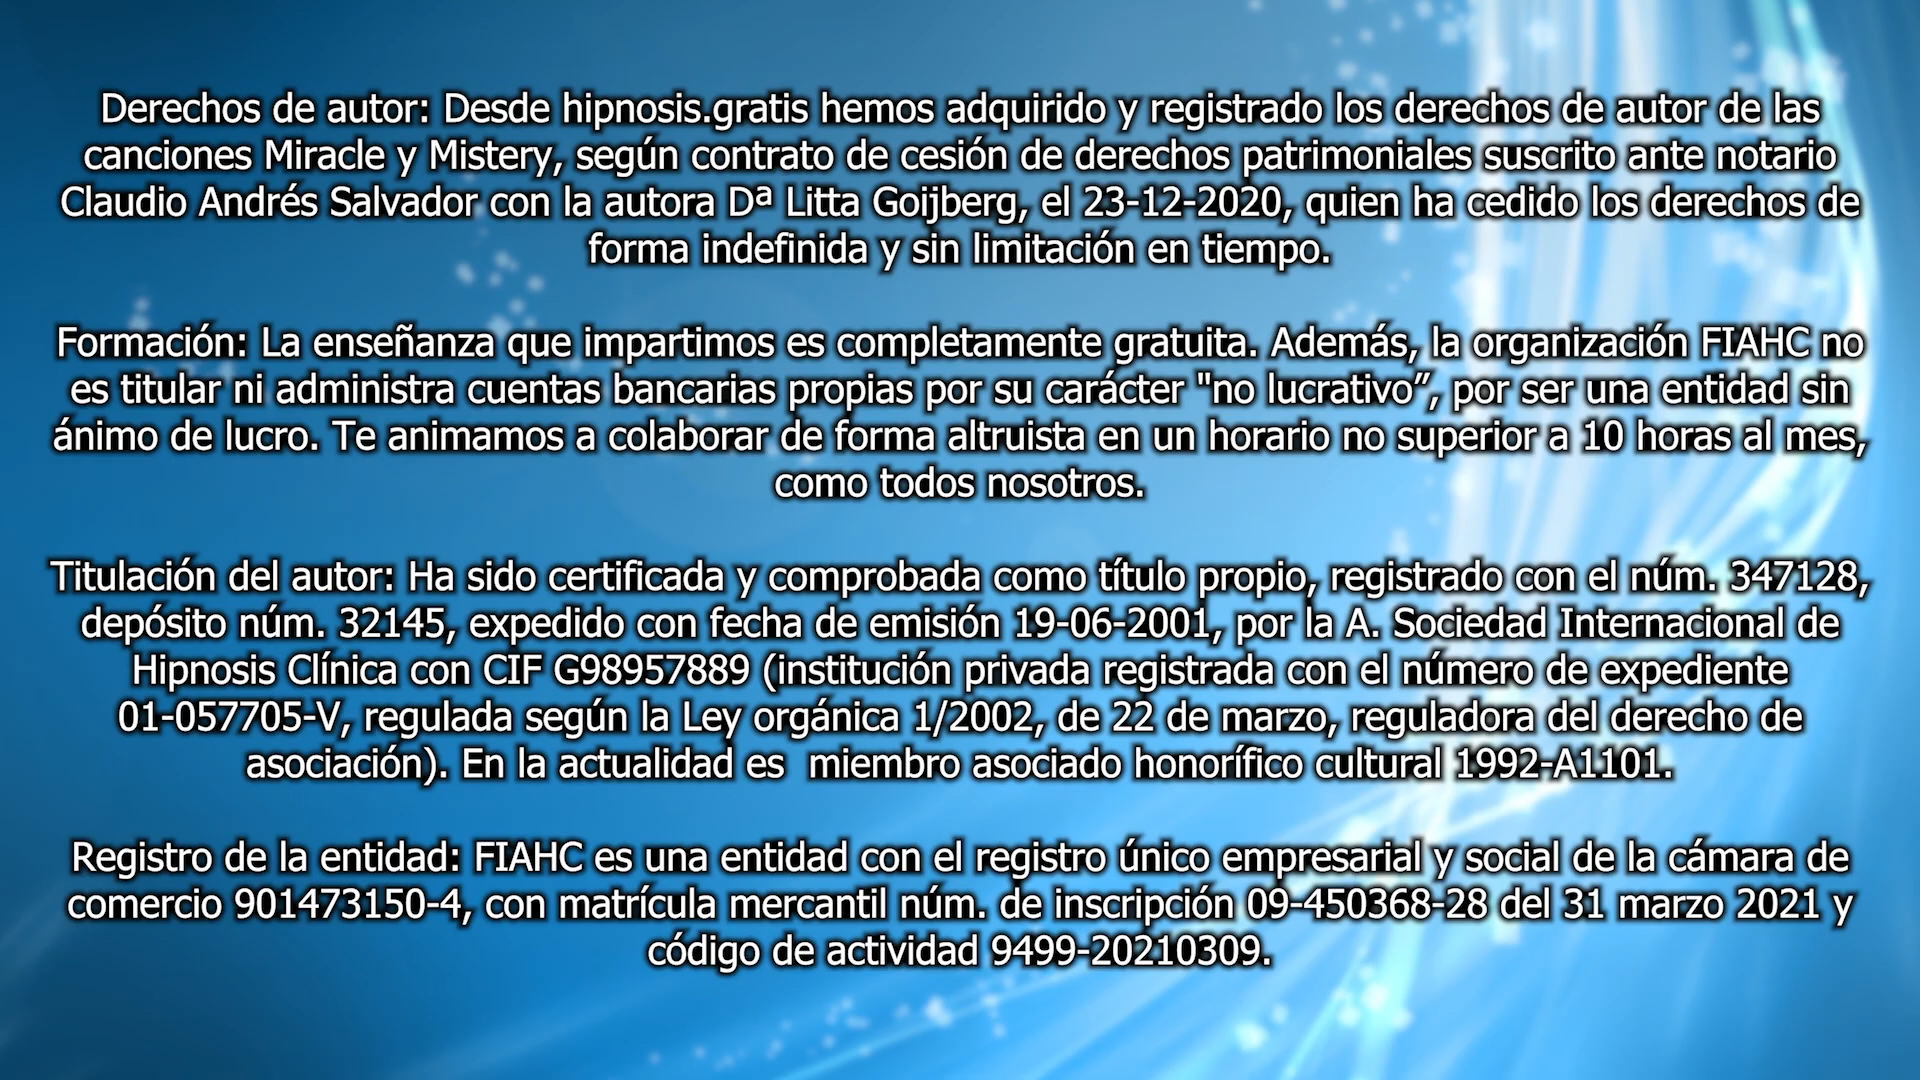 Derechos de autor: Desde hipnosis.gratis hemos adquirido y registrado los derechos de autor de las
canciones Miracle y Mistery, según contrato de cesión de derechos patrimoniales suscrito ante notario
Claudio Andrés Salvador con la autora Dª Litta Goijberg, el 23-12-2020, quien ha cedido los derechos de
forma indefinida y sin limitación en tiempo.
Formación: La enseñanza que impartimos es completamente gratuita. Además, la organización FIAHC no
es titular ni administra cuentas bancarias propias por su carácter "no lucrativo”, por ser una entidad sin
ánimo de lucro. Te animamos a colaborar de forma altruista en un horario no superior a 10 horas al mes,
como todos nosotros.
Titulación del autor: Ha sido certificada y comprobada como título propio, registrado con el núm. 347128,
depósito núm. 32145, expedido con fecha de emisión 19-06-2001, por la A. Sociedad Internacional de
Hipnosis Clínica con CIF G98957889 (institución privada registrada con el número de expediente
01-057705-V, regulada según la Ley orgánica 1/2002, de 22 de marzo, reguladora del derecho de
asociación). En la actualidad es  miembro asociado honorífico cultural 1992-A1101.
Registro de la entidad: FIAHC es una entidad con el registro único empresarial y social de la cámara de
comercio 901473150-4, con matrícula mercantil núm. de inscripción 09-450368-28 del 31 marzo 2021 y
código de actividad 9499-20210309.